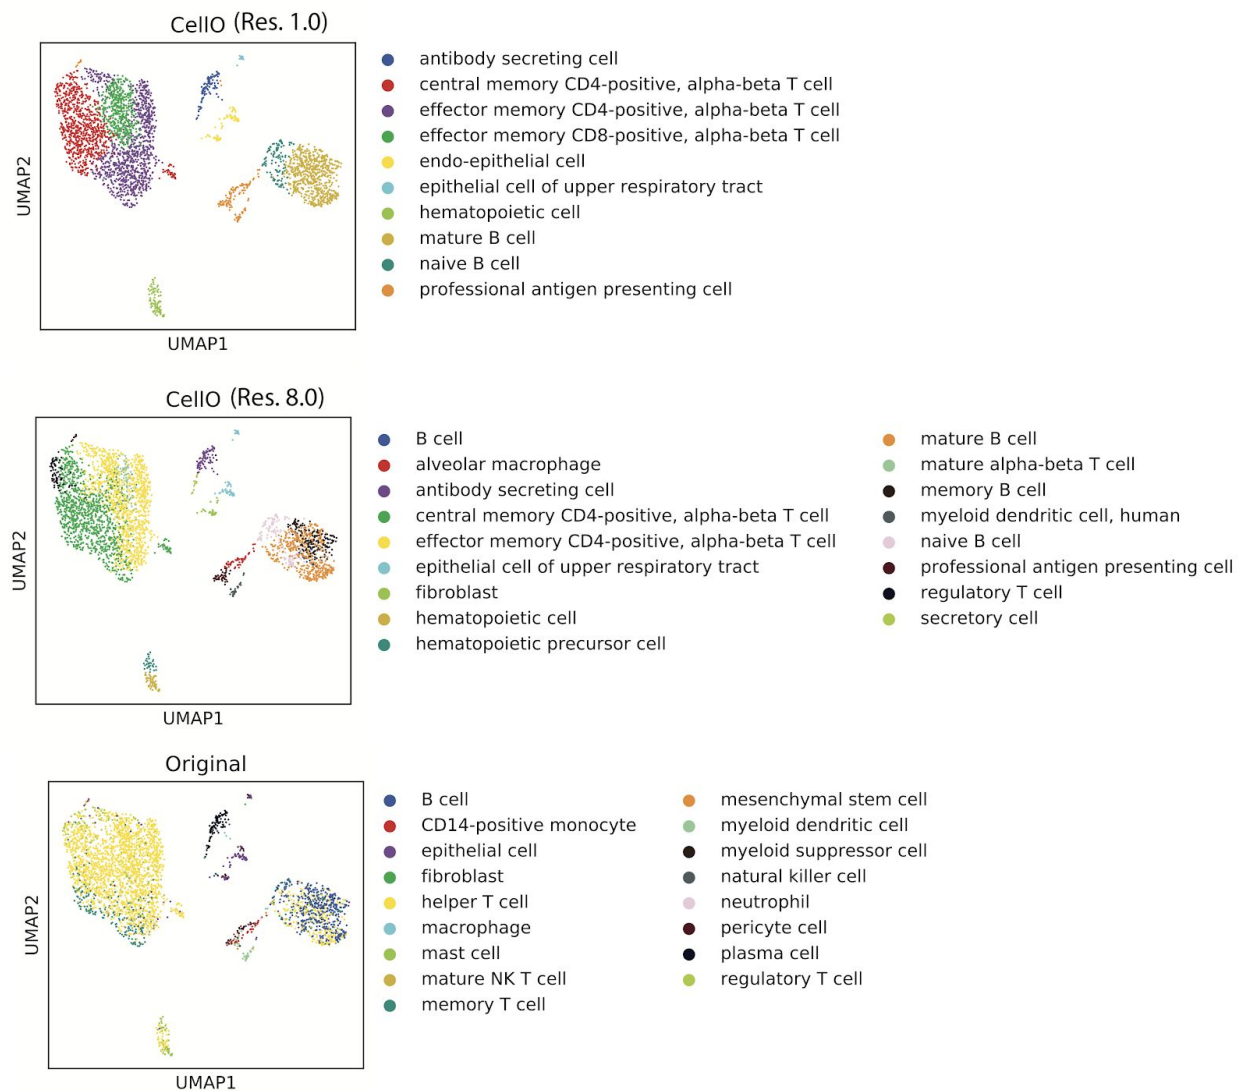 CellO (Res. 1.0)
UMAP2
UMAP1
antibody secreting cell
central memory CD4-positive, alpha-beta T cell
effector memory CD4-positive, alpha-beta T cell
effector memory CD8-positive, alpha-beta T cell
endo-epithelial cell
epithelial cell of upper respiratory tract
hematopoietic cell
mature B cell
naive B cell
professional antigen presenting cell
CellO (Res. 8.0)
UMAP2
UMAP1
B cell
alveolar macrophage
antibody secreting cell
central memory CD4-positive, alpha-beta T cell
effector memory CD4-positive, alpha-beta T cell
epithelial cell of upper respiratory tract
fibroblast
hematopoietic cell
hematopoietic precursor cell
mature B cell
mature alpha-beta T cell
memory B cell
myeloid dendritic cell, human
naive B cell
professional antigen presenting cell
regulatory T cell
secretory cell
Original
UMAP2
UMAP1
B cell
CD14-positive monocyte
epithelial cell
fibroblast
helper T cell
macrophage
mast cell
mature NK T cell
memory T cell
mesenchymal stem cell
myeloid dendritic cell
myeloid suppressor cell
natural killer cell
neutrophil
pericyte cell
plasma cell
regulatory T cell